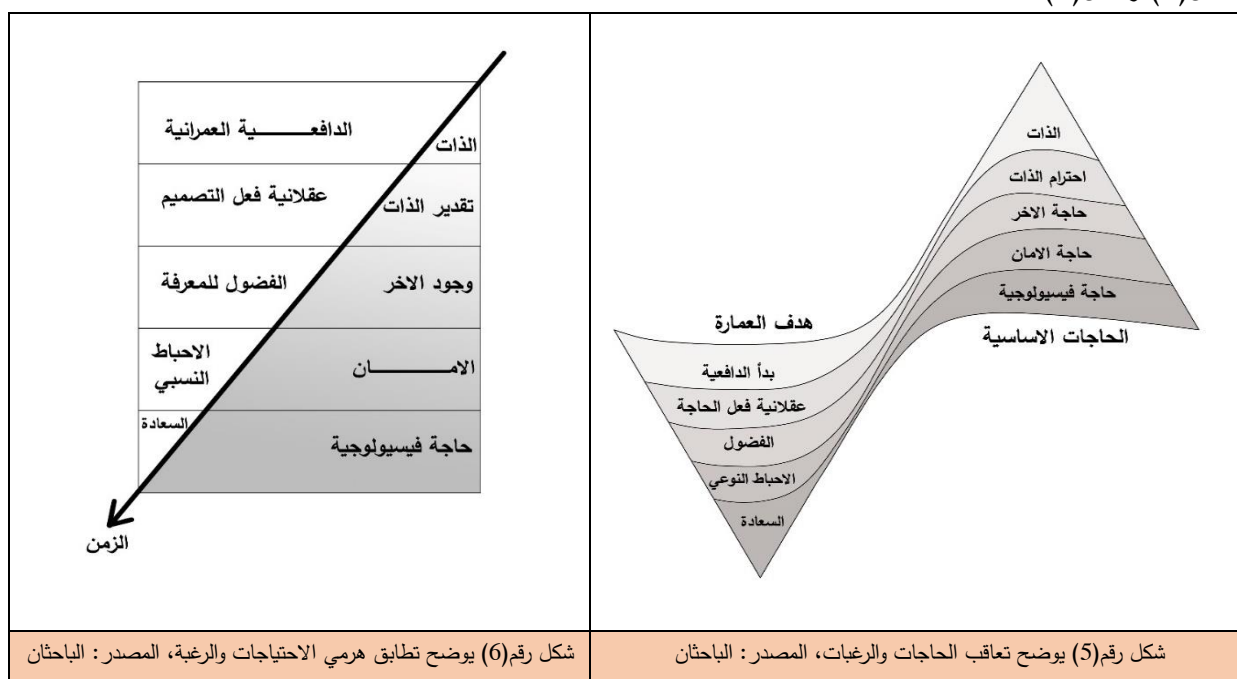 الذات
احترام الذات
حاجة الاخر
حاجة الامان
حاجة فيسيولوجية
الحاجات الاساسية
هدف العمارة
بدأ الدافعية
عقلانية فعل الحاجة
الفضول
الاحباط النوعي
السعادة
شكل رقم(5) يوضح تعاقب الحاجات والرغبات، المصدر: الباحثان
الذات
الدافعـــــــية العمرانية
تقدير الذات
عقلانية فعل التصميم
وجود الاخر
الفضول للمعرفة
الامـــــــــان
الاحباط
النسبي
حاجة فيسيولوجية
السعادة
الزمن
شكل رقم(6) يوضح تطابق هرمي الاحتياجات والرغبة، المصدر: الباحثان